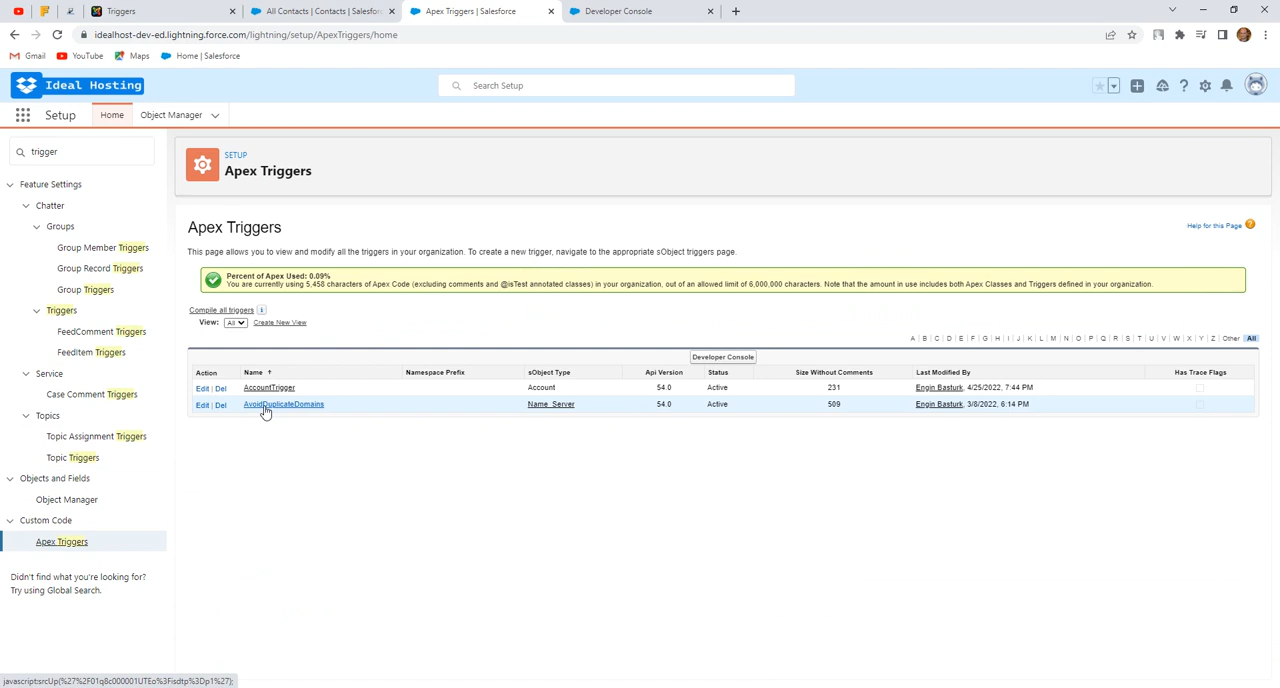 Triggers
All Contacts | Contacts | Salesfor
Apex Triggers | Salesforce
Developer Console
idealhost-dev-ed.lightning.force.com/lightning/setup/ApexTriggers/home
Gmail YouTube Maps Home | Salesforce
Ideal Hosting
Search Setup
Setup Home Object Manager
trigger
Feature Settings
Chatter
Groups
Group Member Triggers
Group Record Triggers
Group Triggers
Triggers
FeedComment Triggers
FeedItem Triggers
Service
Case Comment Triggers
Topics
Topic Assignment Triggers
Topic Triggers
Objects and Fields
Object Manager
Custom Code
Apex Triggers
Didn't find what you're looking for?
Try using Global Search.
SETUP
Apex Triggers
Apex Triggers
Help for this Page
This page allows you to view and modify all the triggers in your organization. To create a new trigger, navigate to the appropriate sObject triggers page.
Percent of Apex Used: 0.09%
You are currently using 5,458 characters of Apex Code (excluding comments and @isTest annotated classes) in your organization, out of an allowed limit of 6,000,000 characters. Note that the amount in use includes both Apex Classes and Triggers defined in your organization.
Compile all triggers i
View: All Create New View
A | B | C | D | E | F | G | H | I | J | K | L | M | N | O | P | Q | R | S | T | U | V | W | X | Y | Z | Other All
Developer Console
Action Name ↑ Namespace Prefix sObject Type Api Version Status Size Without Comments Last Modified By Has Trace Flags
Edit | Del AccountTrigger Account 54.0 Active 231 Engin Basturk, 4/25/2022, 7:44 PM
Edit | Del AvoidDuplicateDomains Name_Server 54.0 Active 509 Engin Basturk, 3/8/2022, 6:14 PM
javascript:srcUp(%27%2F01q8c000001UTEo%3Fisdtp%3Dp1%27);